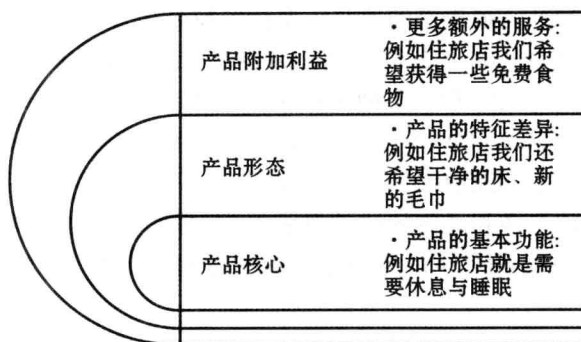 产品附加利益
·更多额外的服务:
例如住旅店我们希
望获得一些免费食
物
产品形态
·产品的特征差异:
例如住旅店我们还
希望干净的床、新
的毛巾
产品核心
·产品的基本功能:
例如住旅店就是需
要休息与睡眠